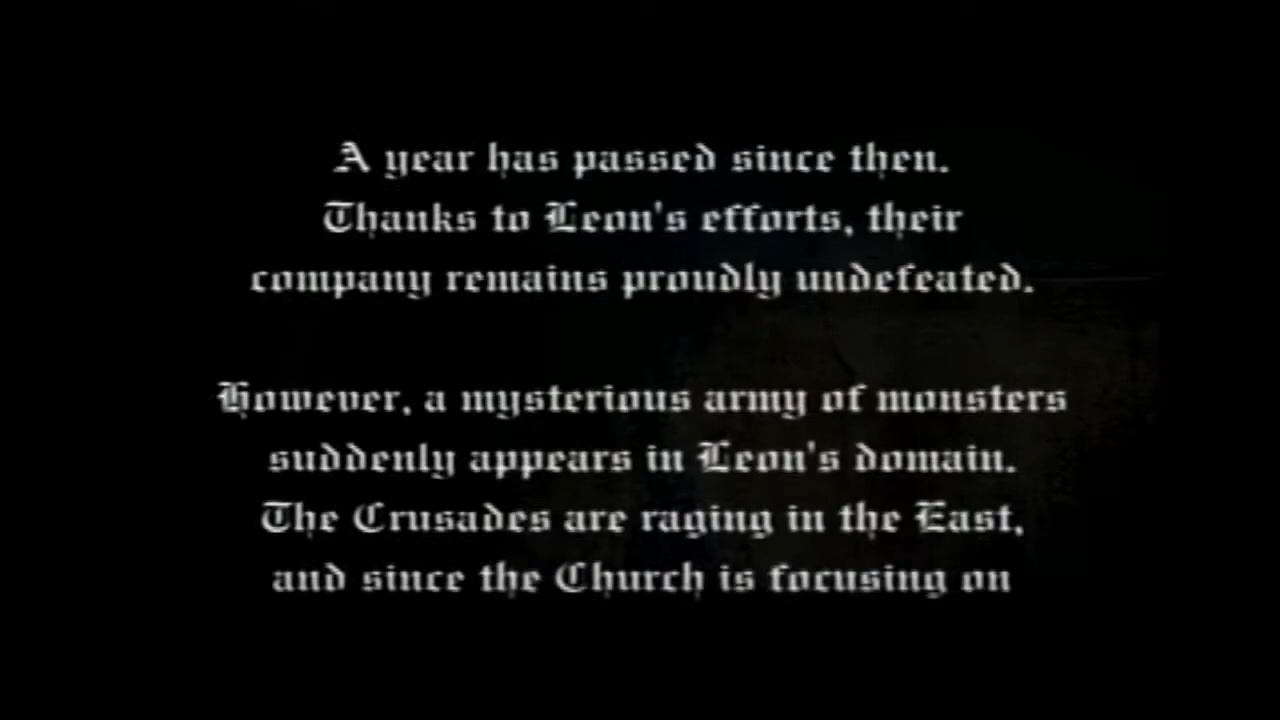 A year has passed since then.
Thanks to Leon's efforts, their
company remains proudly undefeated.
However, a mysterious army of monsters
suddenly appears in Leon's domain.
The Crusades are raging in the East,
and since the Church is focusing on